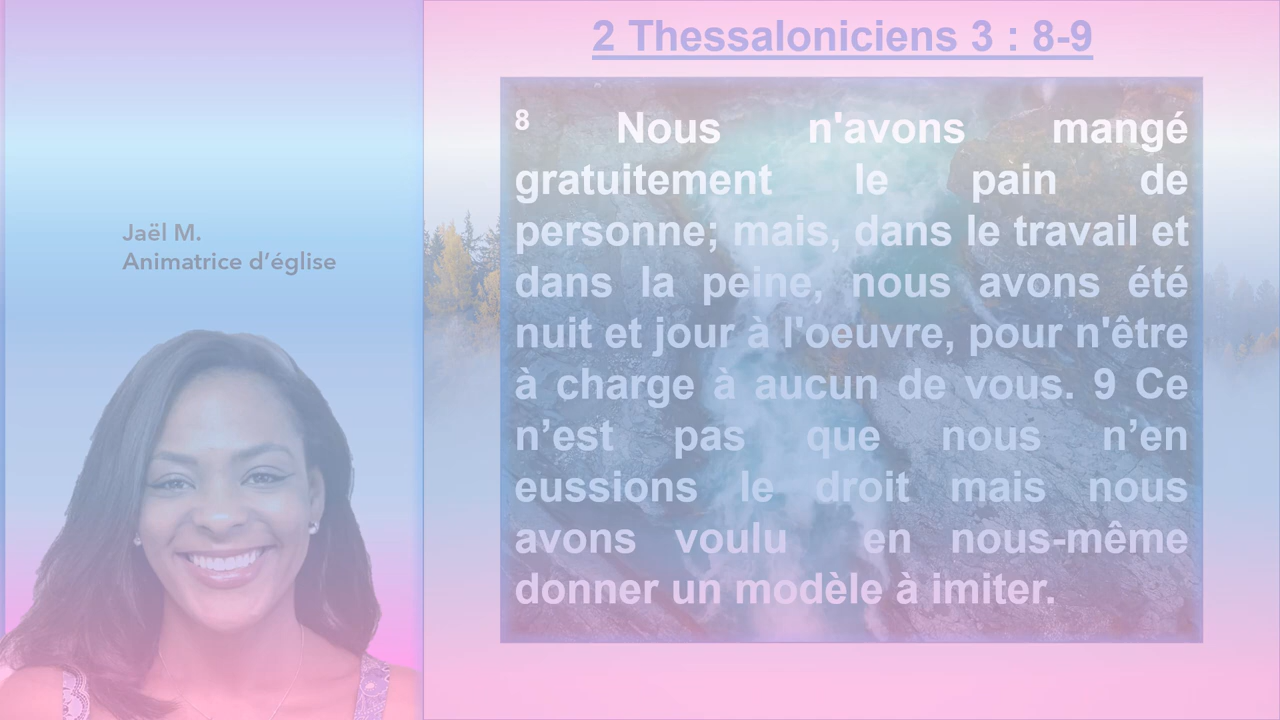 2 Thessaloniciens 3 : 8-9
8 Nous n'avons mangé
gratuitement le pain de
personne; mais, dans le travail et
dans la peine, nous avons été
nuit et jour à l'oeuvre, pour n'être
à charge à aucun de vous. 9 Ce
n’est pas que nous n’en
eussions le droit mais nous
avons voulu en nous-même
donner un modèle à imiter.
Jaël M.
Animatrice d’église